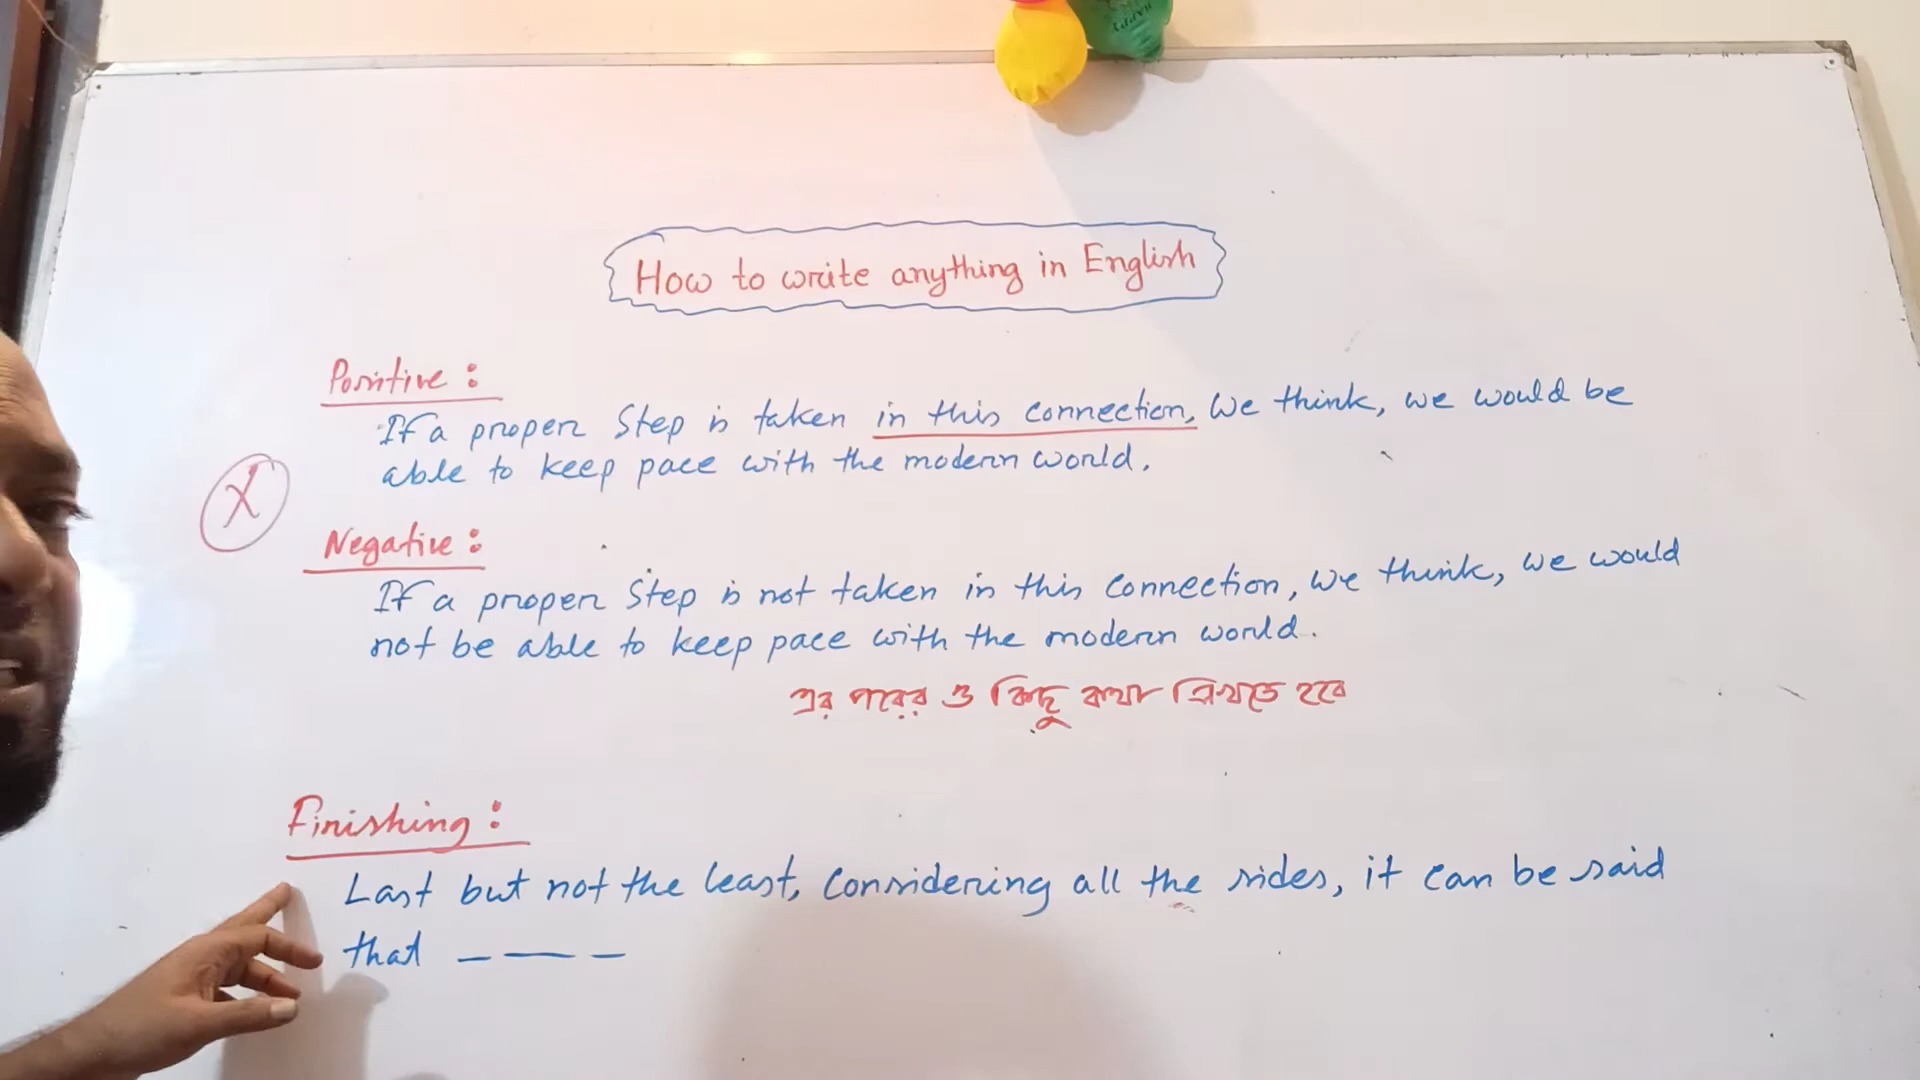 How to write anything in English
Positive :
If a proper Step is taken in this connection, We think, we would be
able to keep pace with the modern world.
X
Negative :
If a proper Step is not taken in this connection, We think, we would
not be able to keep pace with the modern world.
এর পরের ও কিছু কথা লিখতে হবে
Finishing :
Last but not the least, Considering all the sides, it can be said
that — — —